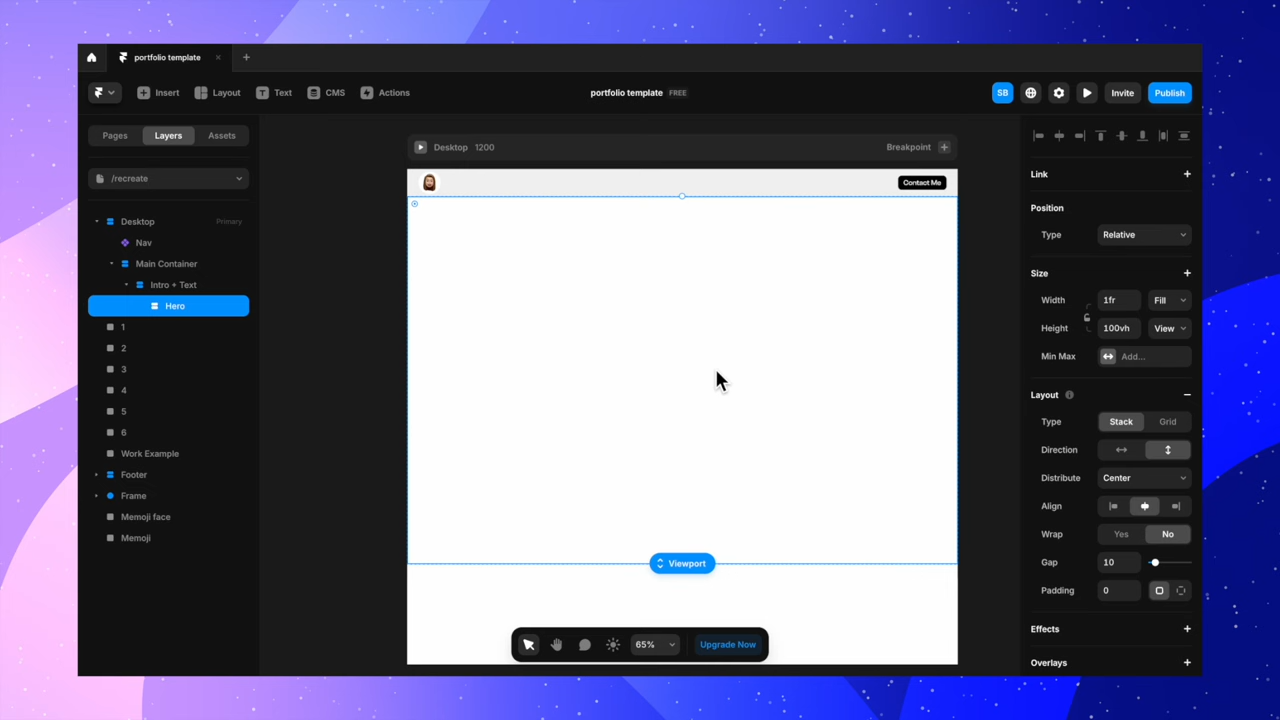 portfolio template
Insert
Layout
Text
CMS
Actions
portfolio template FREE
SB
Invite
Publish
Pages
Layers
Assets
/recreate
Desktop
Primary
Nav
Main Container
Intro + Text
Hero
1
2
3
4
5
6
Work Example
Footer
Frame
Memoji face
Memoji
Desktop 1200
Breakpoint
Contact Me
Viewport
65%
Upgrade Now
Link
Position
Type Relative
Size
Width 1fr Fill
Height 100vh View
Min Max Add...
Layout
Type Stack Grid
Direction
Distribute Center
Align
Wrap Yes No
Gap 10
Padding 0
Effects
Overlays